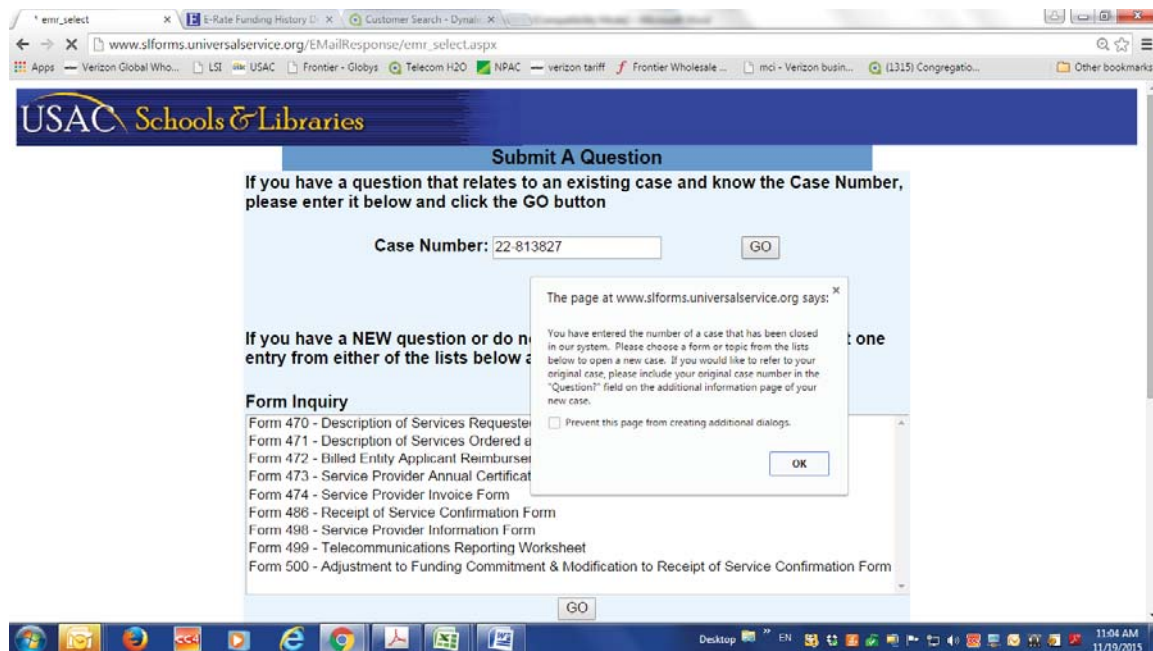 * emr_select
E-Rate Funding History D
Customer Search - Dynami
www.slforms.universalservice.org/EMailResponse/emr_select.aspx
Apps Verizon Global Who... LSI USAC Frontier - Globys Telecom H2O NPAC verizon tariff Frontier Wholesale ... mci - Verizon busin... (1315) Congregatio... Other bookmarks
USAC Schools & Libraries
Submit A Question
If you have a question that relates to an existing case and know the Case Number,
please enter it below and click the GO button
Case Number: 22-813827 GO
The page at www.slforms.universalservice.org says:
You have entered the number of a case that has been closed
in our system. Please choose a form or topic from the lists
below to open a new case. If you would like to refer to your
original case, please include your original case number in the
"Question?" field on the additional information page of your
new case.
Prevent this page from creating additional dialogs.
OK
If you have a NEW question or do n t one
entry from either of the lists below a
Form Inquiry
Form 470 - Description of Services Requeste
Form 471 - Description of Services Ordered a
Form 472 - Billed Entity Applicant Reimburser
Form 473 - Service Provider Annual Certificat
Form 474 - Service Provider Invoice Form
Form 486 - Receipt of Service Confirmation Form
Form 498 - Service Provider Information Form
Form 499 - Telecommunications Reporting Worksheet
Form 500 - Adjustment to Funding Commitment & Modification to Receipt of Service Confirmation Form
GO
CC4
Desktop » EN 11:04 AM
11/19/2015